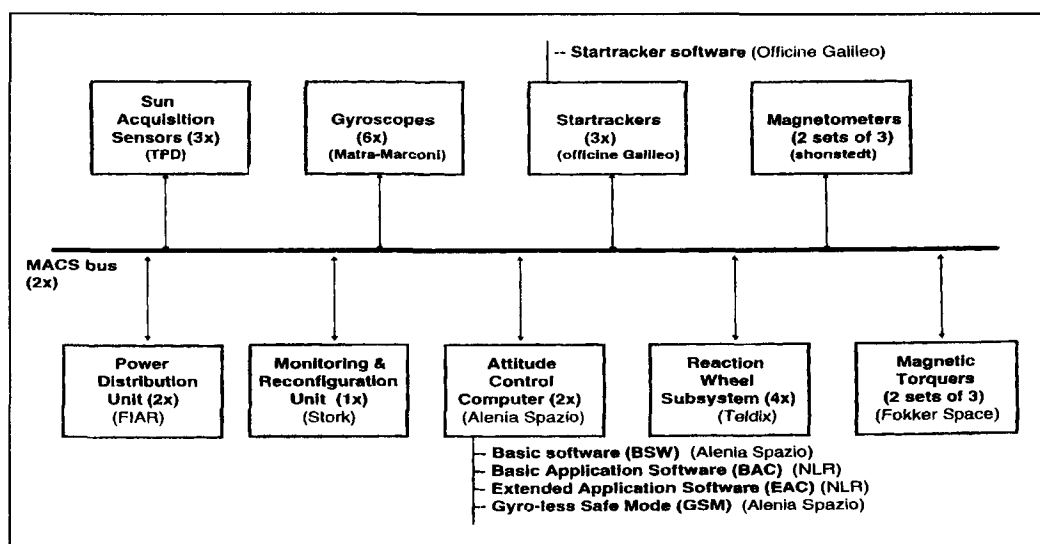 -- Startracker software (Officine Galileo)
Sun
Acquisition
Sensors (3x)
(TPD)
Gyroscopes
(6x)
(Matra-Marconi)
Startrackers
(3x)
(officine Galileo)
Magnetometers
(2 sets of 3)
(shonstedt)
MACS bus
(2x)
Power
Distribution
Unit (2x)
(FIAR)
Monitoring &
Reconfiguration
Unit (1x)
(Stork)
Attitude
Control
Computer (2x)
(Alenia Spazio)
Reaction
Wheel
Subsystem (4x)
(Teldix)
Magnetic
Torquers
(2 sets of 3)
(Fokker Space)
Basic software (BSW) (Alenia Spazio)
Basic Application Software (BAC) (NLR)
Extended Application Software (EAC) (NLR)
Gyro-less Safe Mode (GSM) (Alenia Spazio)